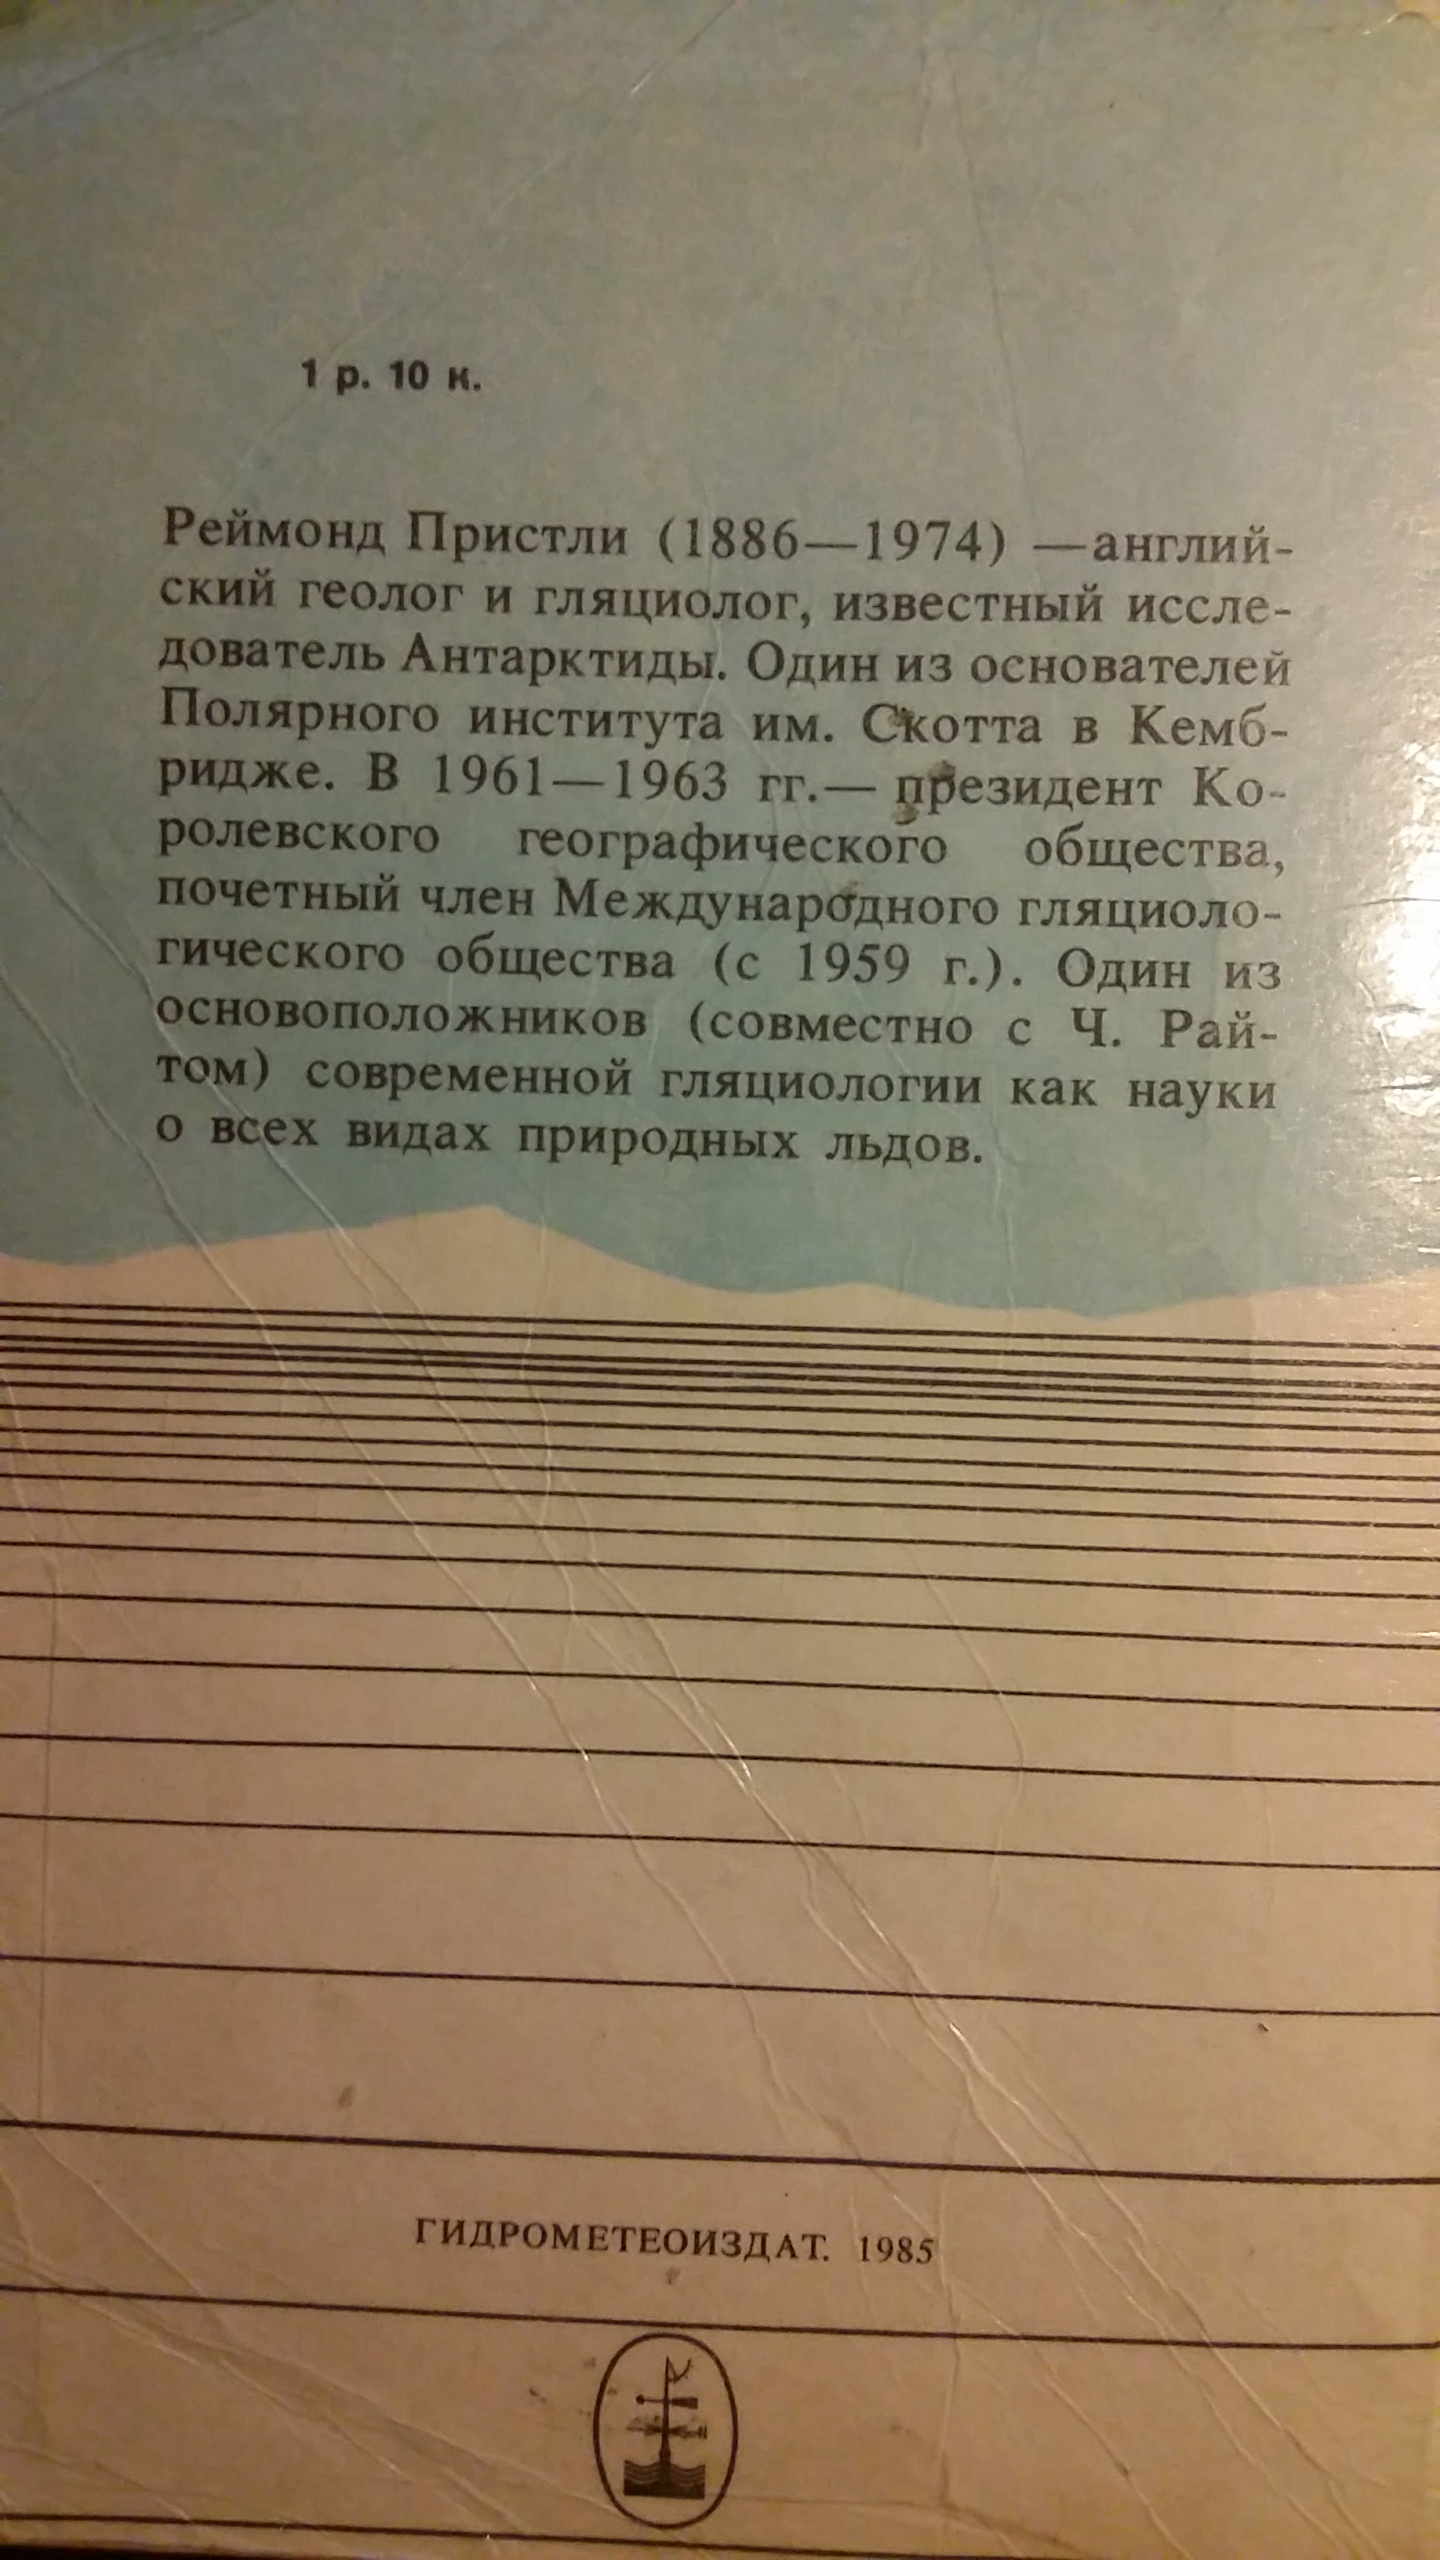 1 р. 10 к.
Реймонд Пристли (1886—1974) —англий-
ский геолог и гляциолог, известный иссле-
дователь Антарктиды. Один из основателей
Полярного института им. Скотта в Кемб-
ридже. В 1961—1963 гг.— президент Ко-
ролевского географического общества,
почетный член Международного гляциоло-
гического общества (с 1959 г.). Один из
основоположников (совместно с Ч. Рай-
том) современной гляциологии как науки
о всех видах природных льдов.
ГИДРОМЕТЕОИЗДАТ. 1985